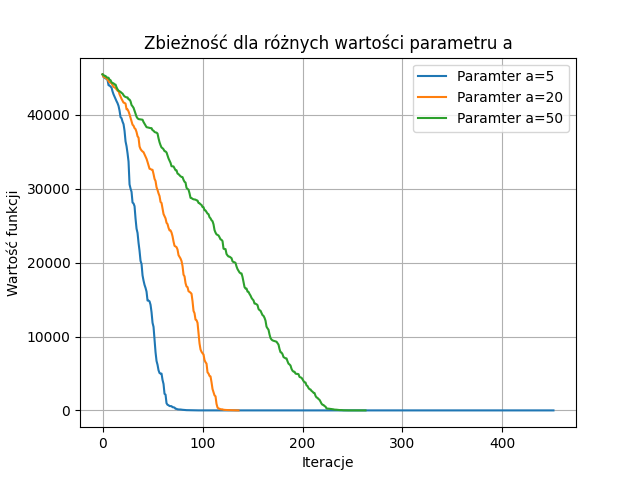 Zbieżność dla różnych wartości parametru a
Paramter a=5
Paramter a=20
Paramter a=50
Wartość funkcji
40000
30000
20000
10000
0
0 100 200 300 400
Iteracje